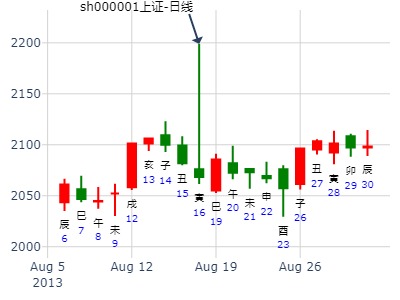 sh000001上证-日线
2200
2150
2100
2050
2000
辰
6
巳
7
午
8
未
9
戌
12
亥
13
子
14
丑
15
寅
16
巳
19
午
20
未
21
申
22
酉
23
子
26
丑
27
寅
28
卯
29
辰
30
Aug 5
2013
Aug 12
Aug 19
Aug 26